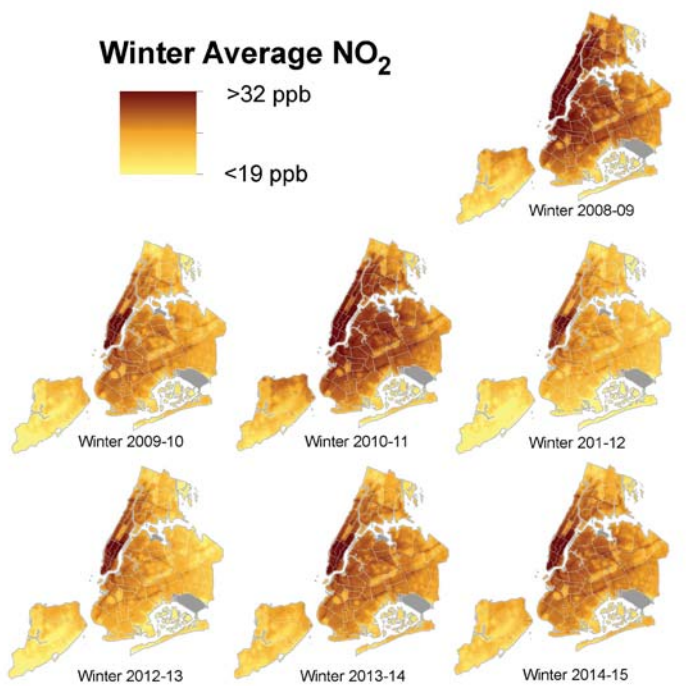 Winter Average NO₂
>32 ppb
<19 ppb
Winter 2008-09
Winter 2009-10
Winter 2010-11
Winter 201-12
Winter 2012-13
Winter 2013-14
Winter 2014-15